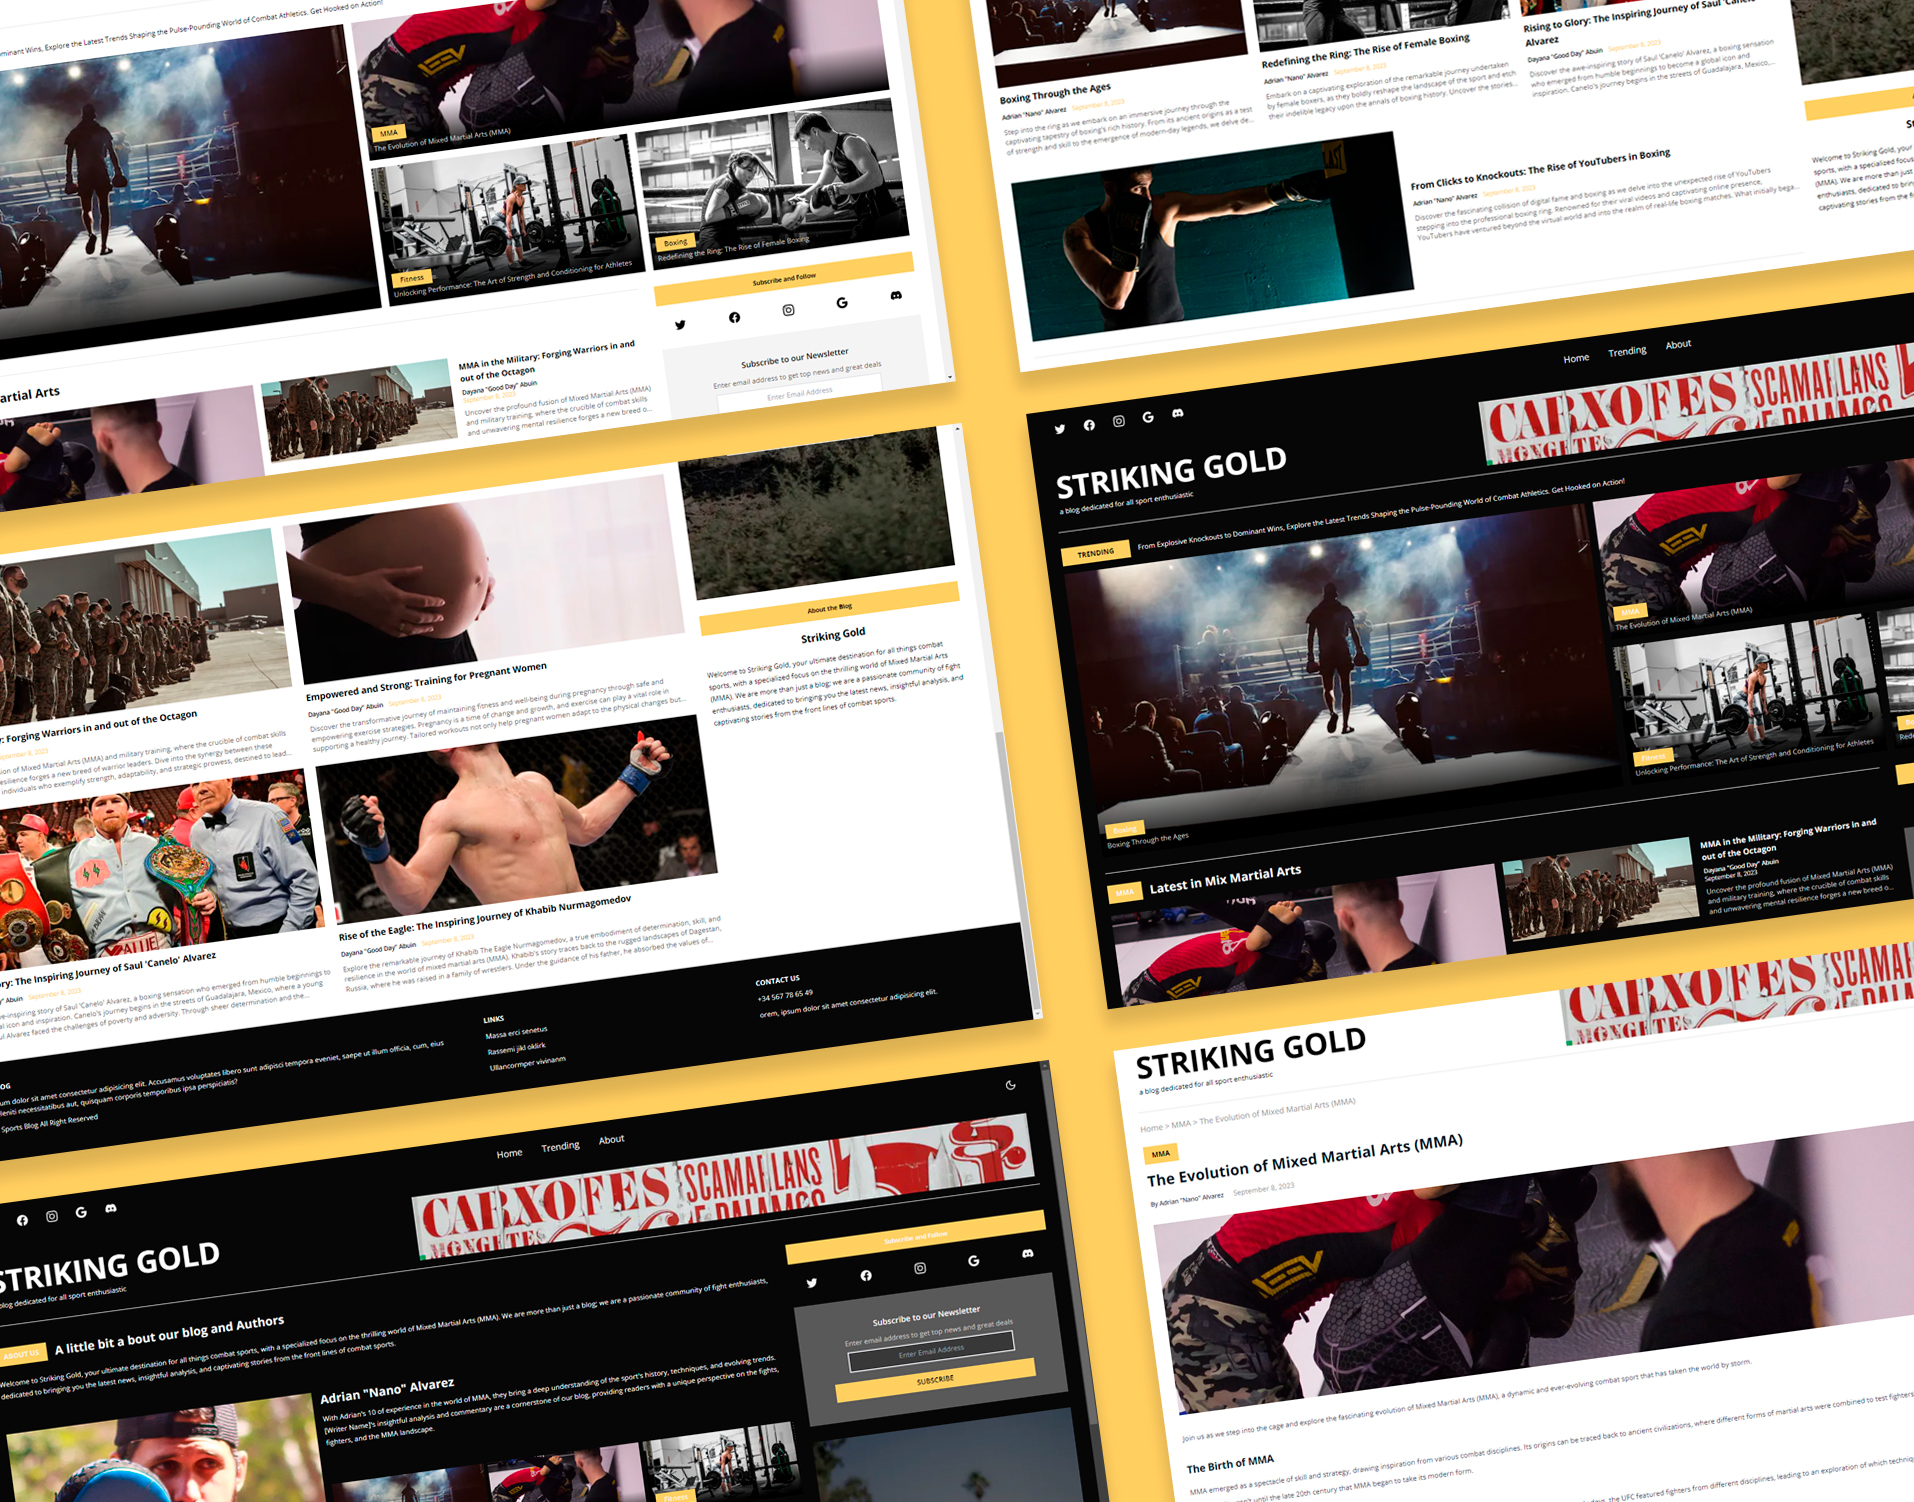 Dominant Wins, Explore the Latest Trends Shaping the Pulse-Pounding World of Combat Athletics. Get Hooked on Action!
MMA
The Evolution of Mixed Martial Arts (MMA)
Fitness
Unlocking Performance: The Art of Strength and Conditioning for Athletes
Boxing
Redefining the Ring: The Rise of Female Boxing
Subscribe and Follow
Subscribe to our Newsletter
Enter email address to get top news and great deals
Enter Email Address
artial Arts
MMA in the Military: Forging Warriors in and
out of the Octagon
Dayana "Good Day" Abuin
September 8, 2023
Uncover the profound fusion of Mixed Martial Arts (MMA)
and military training, where the crucible of combat skills
and unwavering mental resilience forges a new breed o...
Boxing Through the Ages
Adrian "Nano" Alvarez September 8, 2023
Step into the ring as we embark on an immersive journey through the
captivating tapestry of boxing's rich history. From its ancient origins as a test
of strength and skill to the emergence of modern-day legends, we delve de...
Redefining the Ring: The Rise of Female Boxing
Adrian "Nano" Alvarez September 8, 2023
Embark on a captivating exploration of the remarkable journey undertaken
by female boxers, as they boldly reshape the landscape of the sport and etch
their indelible legacy upon the annals of boxing history. Uncover the stories...
Rising to Glory: The Inspiring Journey of Saul 'Canelo'
Alvarez
Dayana "Good Day" Abuin September 8, 2023
Discover the awe-inspiring story of Saul 'Canelo' Alvarez, a boxing sensation
who emerged from humble beginnings to become a global icon and
inspiration. Canelo's journey begins in the streets of Guadalajara, Mexico,...
From Clicks to Knockouts: The Rise of YouTubers in Boxing
Adrian "Nano" Alvarez September 8, 2023
Discover the fascinating collision of digital fame and boxing as we delve into the unexpected rise of YouTubers
stepping into the professional boxing ring. Renowned for their viral videos and captivating online presence,
YouTubers have ventured beyond the virtual world and into the realm of real-life boxing matches. What initially bega...
Welcome to Striking Gold, your
sports, with a specialized focus
(MMA). We are more than just
enthusiasts, dedicated to bring
captivating stories from the fr
: Forging Warriors in and out of the Octagon
September 8, 2023
ion of Mixed Martial Arts (MMA) and military training, where the crucible of combat skills
esilience forges a new breed of warrior leaders. Dive into the synergy between these
individuals who exemplify strength, adaptability, and strategic prowess, destined to lead...
Empowered and Strong: Training for Pregnant Women
Dayana "Good Day" Abuin September 8, 2023
Discover the transformative journey of maintaining fitness and well-being during pregnancy through safe and
empowering exercise strategies. Pregnancy is a time of change and growth, and exercise can play a vital role in
supporting a healthy journey. Tailored workouts not only help pregnant women adapt to the physical changes but...
About the Blog
Striking Gold
Welcome to Striking Gold, your ultimate destination for all things combat
sports, with a specialized focus on the thrilling world of Mixed Martial Arts
(MMA). We are more than just a blog; we are a passionate community of fight
enthusiasts, dedicated to bringing you the latest news, insightful analysis, and
captivating stories from the front lines of combat sports.
ry: The Inspiring Journey of Saul 'Canelo' Alvarez
y" Abuin September 8, 2023
e-inspiring story of Saul 'Canelo' Alvarez, a boxing sensation who emerged from humble beginnings to
al icon and inspiration. Canelo's journey begins in the streets of Guadalajara, Mexico, where a young
ul Alvarez faced the challenges of poverty and adversity. Through sheer determination and the...
Rise of the Eagle: The Inspiring Journey of Khabib Nurmagomedov
Dayana "Good Day" Abuin September 8, 2023
Explore the remarkable journey of Khabib The Eagle Nurmagomedov, a true embodiment of determination, skill, and
resilience in the world of mixed martial arts (MMA). Khabib's story traces back to the rugged landscapes of Dagestan,
Russia, where he was raised in a family of wrestlers. Under the guidance of his father, he absorbed the values of...
OG
um dolor sit amet consectetur adipisicing elit. Accusamus voluptates libero sunt adipisci tempora eveniet, saepe ut illum officia, cum, eius
leniti necessitatibus aut, quisquam corporis temporibus ipsa perspiciatis?
Sports Blog All Right Reserved
LINKS
Massa erci senetus
Rassemi jikl oklirk
Ullancormper vivinanm
CONTACT US
+34 567 78 65 49
orem, ipsum dolor sit amet consectetur adipisicing elit.
Home Trending About
CARXOFES SCAMARLANS
MONGETES E PALAMOS
STRIKING GOLD
a blog dedicated for all sport enthusiastic
TRENDING
From Explosive Knockouts to Dominant Wins, Explore the Latest Trends Shaping the Pulse-Pounding World of Combat Athletics. Get Hooked on Action!
Boxing
Boxing Through the Ages
MMA
The Evolution of Mixed Martial Arts (MMA)
Fitness
Unlocking Performance: The Art of Strength and Conditioning for Athletes
MMA
Latest in Mix Martial Arts
MMA in the Military: Forging Warriors in and
out of the Octagon
Dayana "Good Day" Abuin
September 8, 2023
Uncover the profound fusion of Mixed Martial Arts (MMA)
and military training, where the crucible of combat skills
and unwavering mental resilience forges a new breed o...
Home Trending About
CARXOFES SCAMARLANS
MONGETES E PALAMOS
STRIKING GOLD
blog dedicated for all sport enthusiastic
ABOUT US
A little bit a bout our blog and Authors
Welcome to Striking Gold, your ultimate destination for all things combat sports, with a specialized focus on the thrilling world of Mixed Martial Arts (MMA). We are more than just a blog; we are a passionate community of fight enthusiasts,
dedicated to bringing you the latest news, insightful analysis, and captivating stories from the front lines of combat sports.
Adrian "Nano" Alvarez
With Adrian's 10 of experience in the world of MMA, they bring a deep understanding of the sport's history, techniques, and evolving trends.
[Writer Name]'s insightful analysis and commentary are a cornerstone of our blog, providing readers with a unique perspective on the fights,
fighters, and the MMA landscape.
Fitness
Subscribe and Follow
Subscribe to our Newsletter
Enter email address to get top news and great deals
Enter Email Address
SUBSCRIBE
CARXOFES SCAMAR
MONGETES E PALA
STRIKING GOLD
a blog dedicated for all sport enthusiastic
Home > MMA > The Evolution of Mixed Martial Arts (MMA)
MMA
The Evolution of Mixed Martial Arts (MMA)
By Adrian "Nano" Alvarez September 8, 2023
Join us as we step into the cage and explore the fascinating evolution of Mixed Martial Arts (MMA), a dynamic and ever-evolving combat sport that has taken the world by storm.
The Birth of MMA
MMA emerged as a spectacle of skill and strategy, drawing inspiration from various combat disciplines. Its origins can be traced back to ancient civilizations, where different forms of martial arts were combined to test fighters
until the late 20th century that MMA began to take its modern form.
days, the UFC featured fighters from different disciplines, leading to an exploration of which techniq